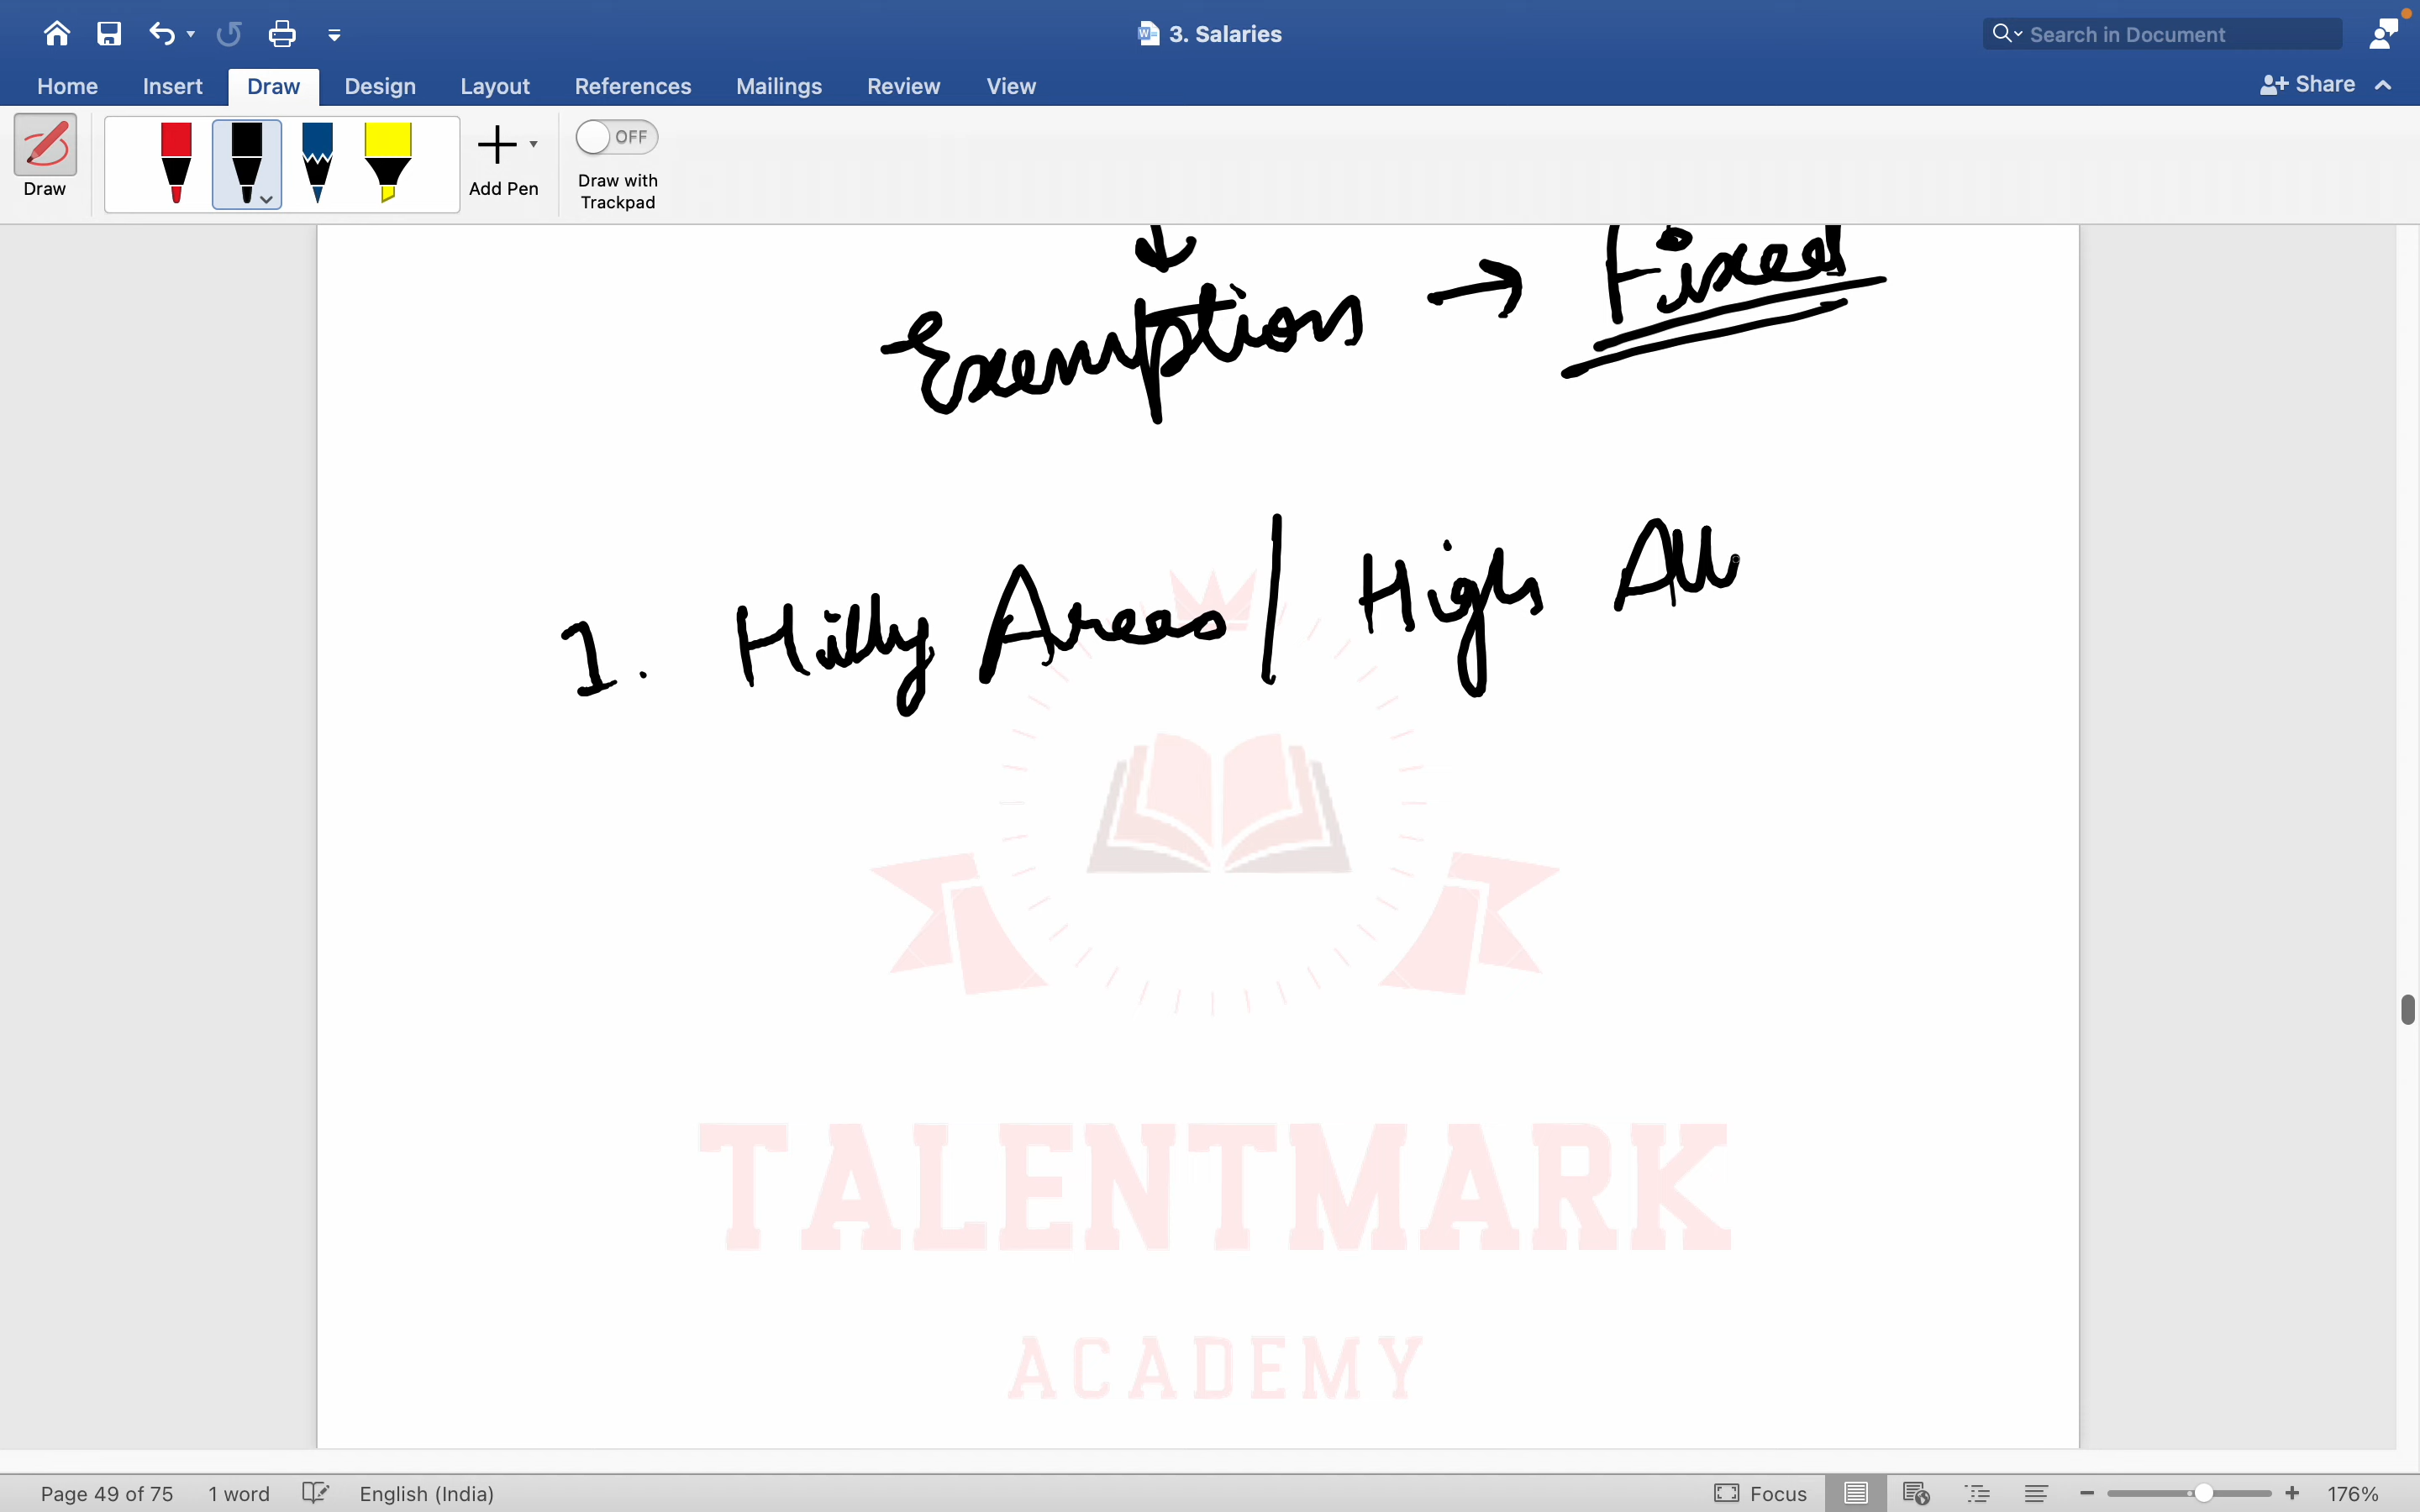 3. Salaries
Search in Document
Home Insert Draw Design Layout References Mailings Review View
Share
OFF
Draw
Add Pen
Draw with
Trackpad
Exemption → Fixed
1. Hilly Areas / High
TALENTMARK
ACADEMY
Page 49 of 75 1 word English (India) Focus 176%